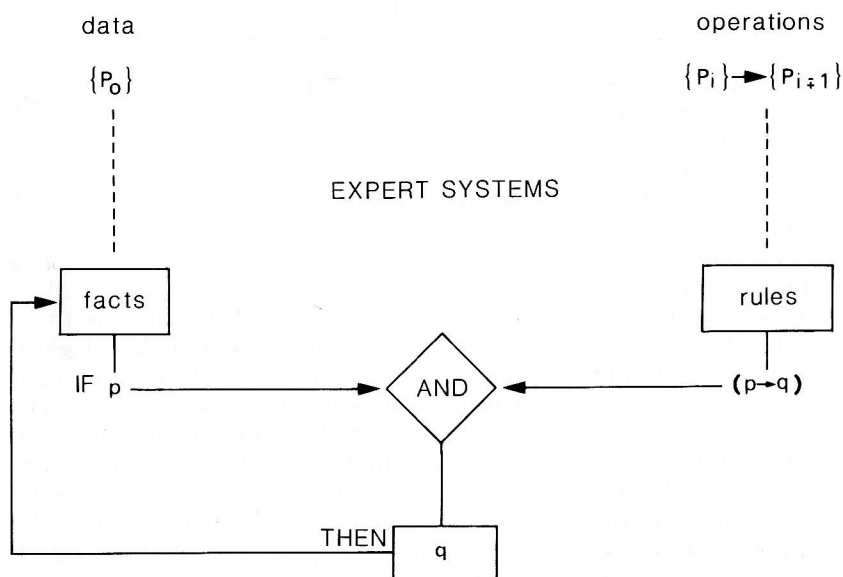 data
operations
{P₀}
{Pᵢ} → {Pᵢ₊₁}
EXPERT SYSTEMS
facts
rules
IF p
AND
(p→q)
THEN
q